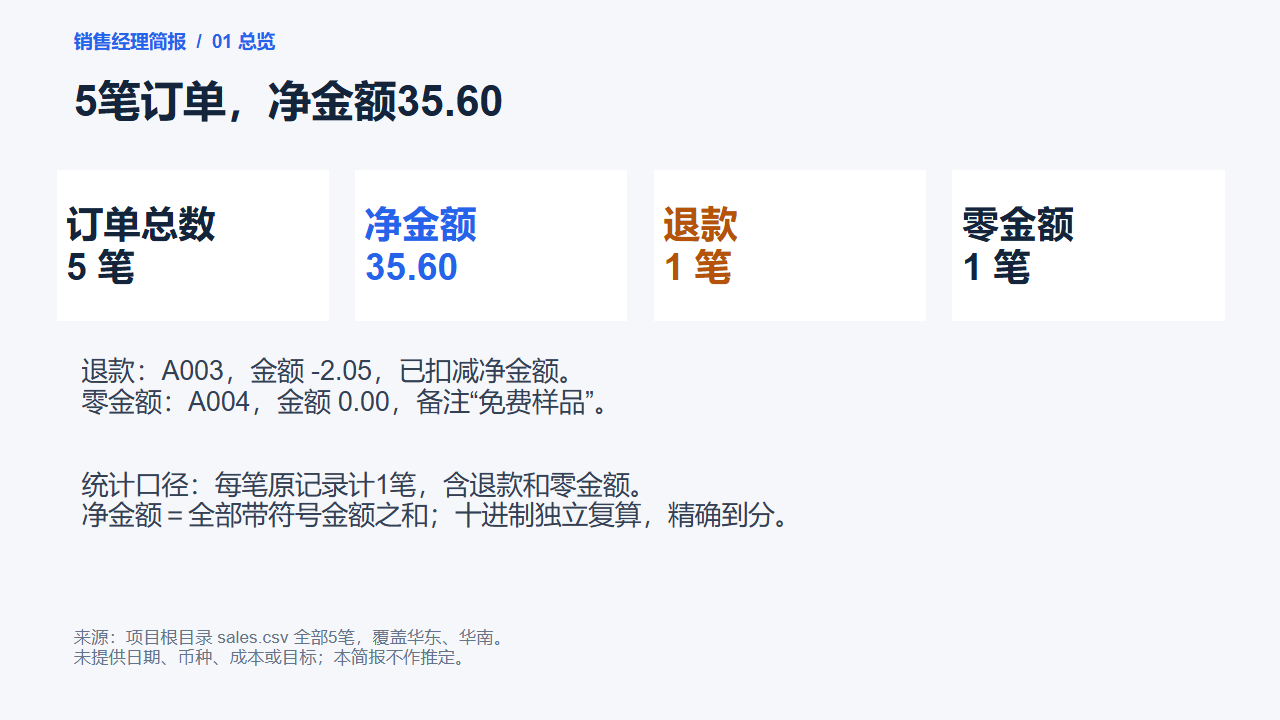 销售经理简报 / 01 总览
5笔订单，净金额35.60
订单总数
5 笔
净金额
35.60
退款
1 笔
零金额
1 笔
退款：A003，金额 -2.05，已扣减净金额。
零金额：A004，金额 0.00，备注“免费样品”。
统计口径：每笔原记录计1笔，含退款和零金额。
净金额＝全部带符号金额之和；十进制独立复算，精确到分。
来源：项目根目录 sales.csv 全部5笔，覆盖华东、华南。
未提供日期、币种、成本或目标；本简报不作推定。